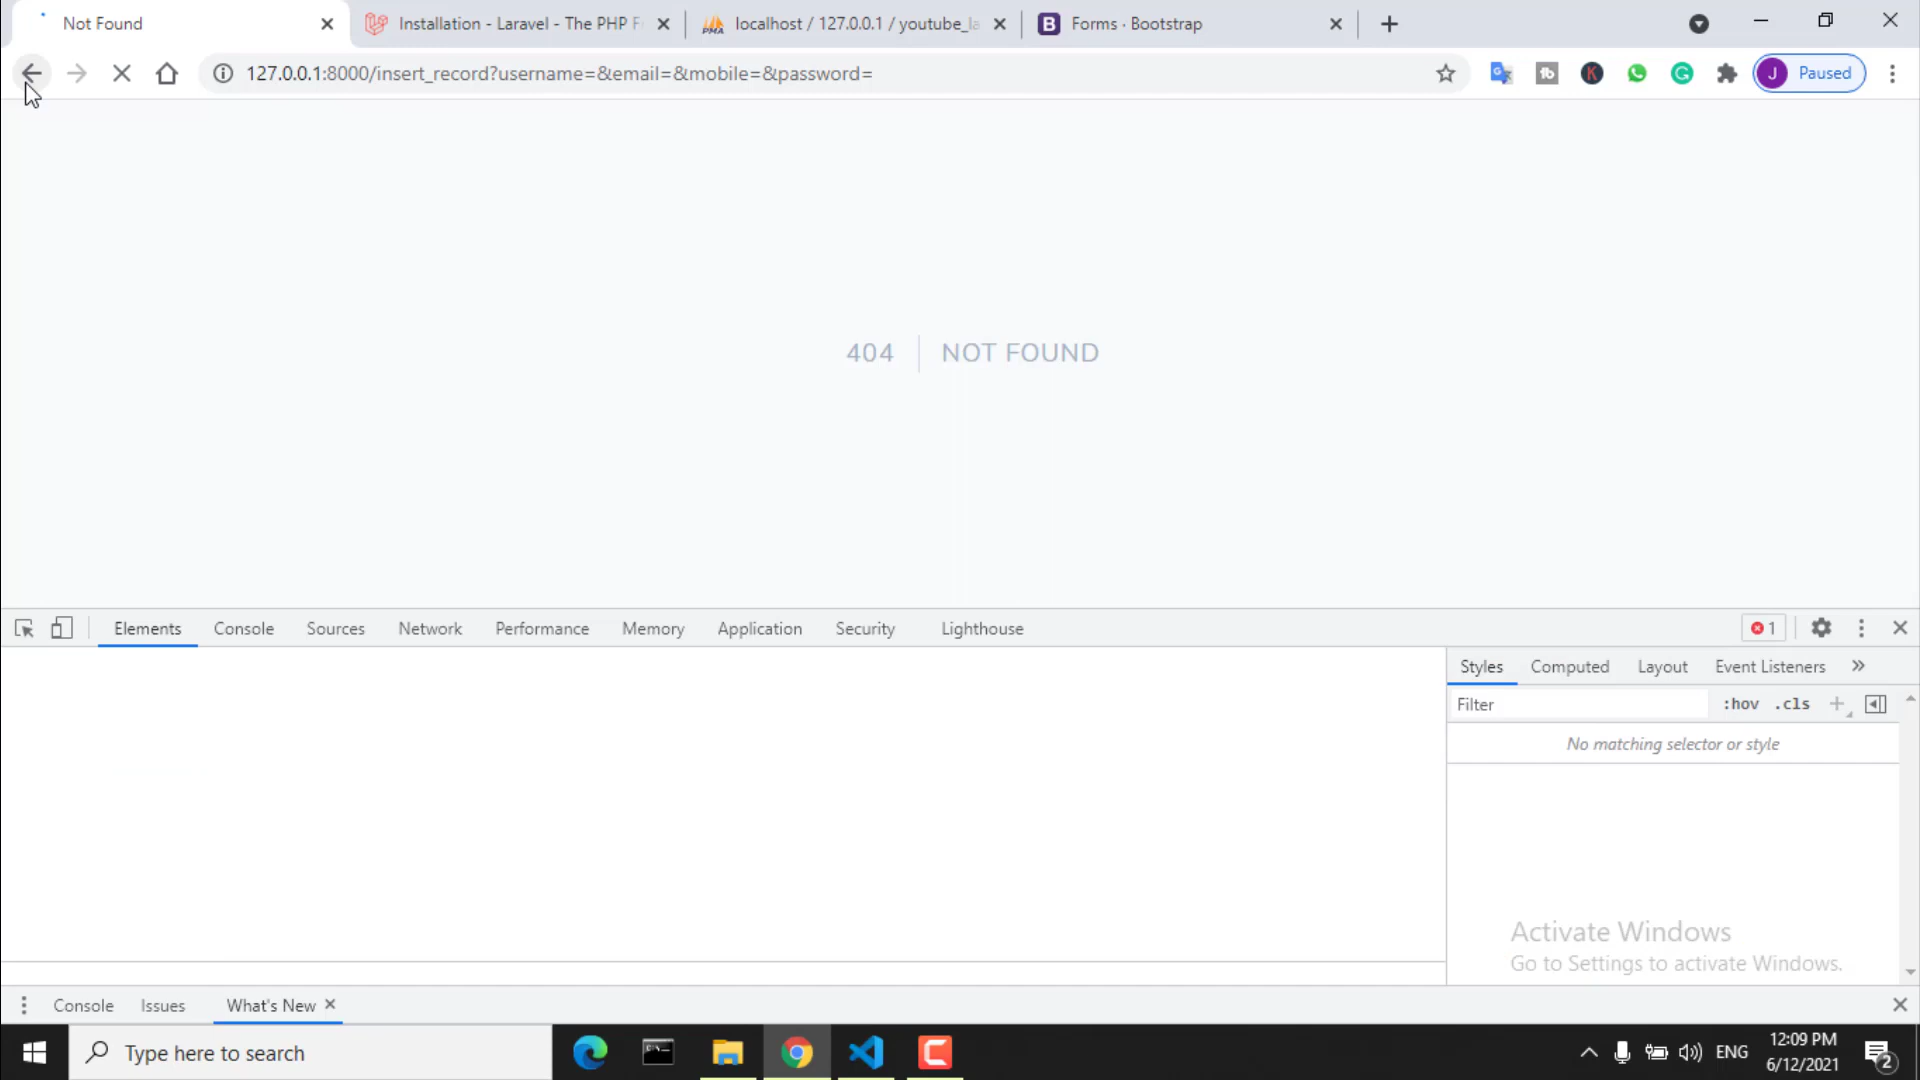 Not Found
Installation - Laravel - The PHP F
localhost / 127.0.0.1 / youtube_la
B Forms · Bootstrap
127.0.0.1:8000/insert_record?username=&email=&mobile=&password=
J Paused
404 NOT FOUND
Elements Console Sources Network Performance Memory Application Security Lighthouse 1
Styles Computed Layout Event Listeners »
Filter :hov .cls
No matching selector or style
Activate Windows
Go to Settings to activate Windows.
Console Issues What's New
Type here to search
ENG
12:09 PM
6/12/2021
2